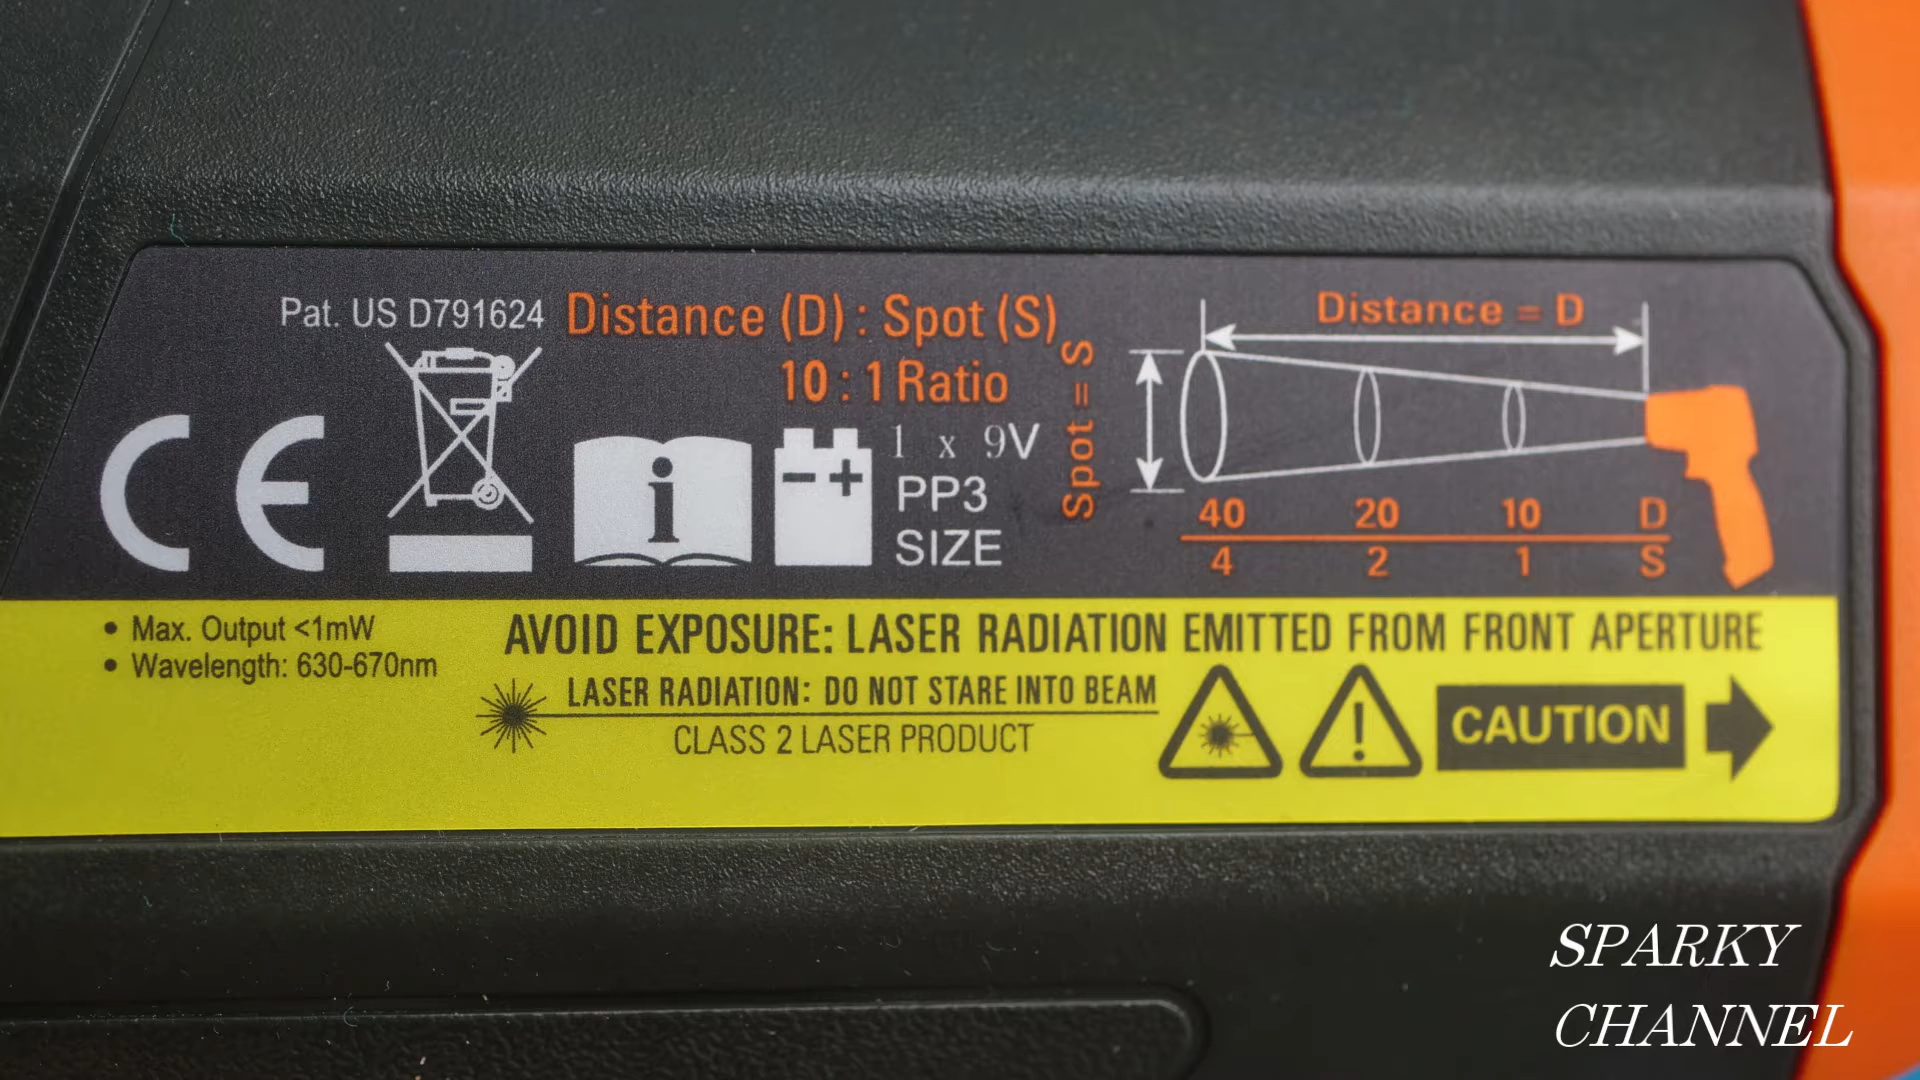 Pat. US D791624
Distance (D) : Spot (S)
10 : 1 Ratio
CE
i
- +
1 x 9V
PP3
SIZE
Spot = S
Distance = D
40 20 10 D
4 2 1 S
• Max. Output <1mW
• Wavelength: 630-670nm
AVOID EXPOSURE: LASER RADIATION EMITTED FROM FRONT APERTURE
LASER RADIATION: DO NOT STARE INTO BEAM
CLASS 2 LASER PRODUCT
!
CAUTION
SPARKY
CHANNEL